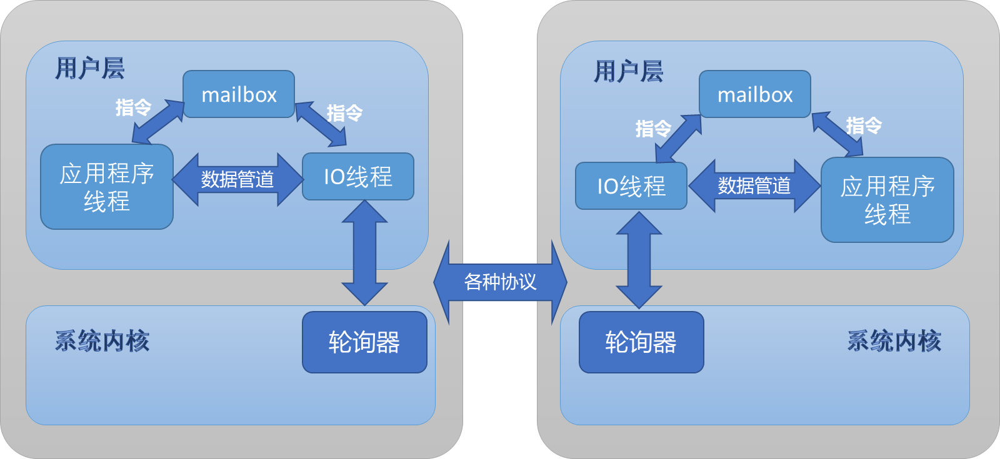 用户层
mailbox
指令
指令
应用程序
线程
数据管道
IO线程
系统内核
轮询器
各种协议
用户层
mailbox
指令
指令
IO线程
数据管道
应用程序
线程
轮询器
系统内核